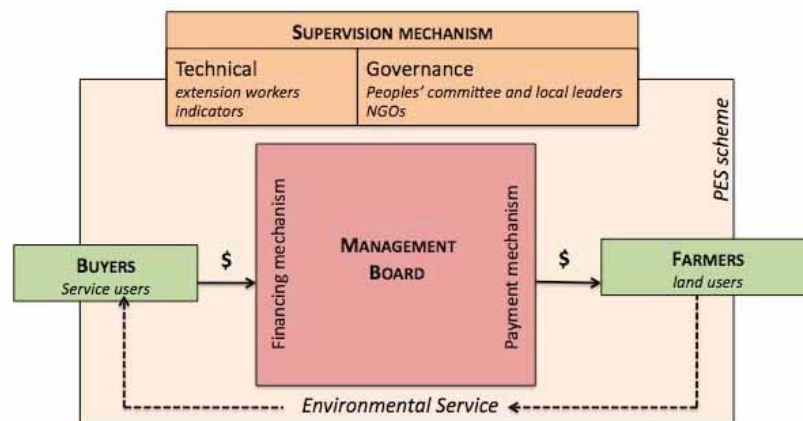 SUPERVISION MECHANISM
Technical
extension workers
indicators
Governance
Peoples' committee and local leaders
NGOs
PES scheme
Financing mechanism
MANAGEMENT
BOARD
Payment mechanism
BUYERS
Service users
$
$
FARMERS
land users
Environmental Service